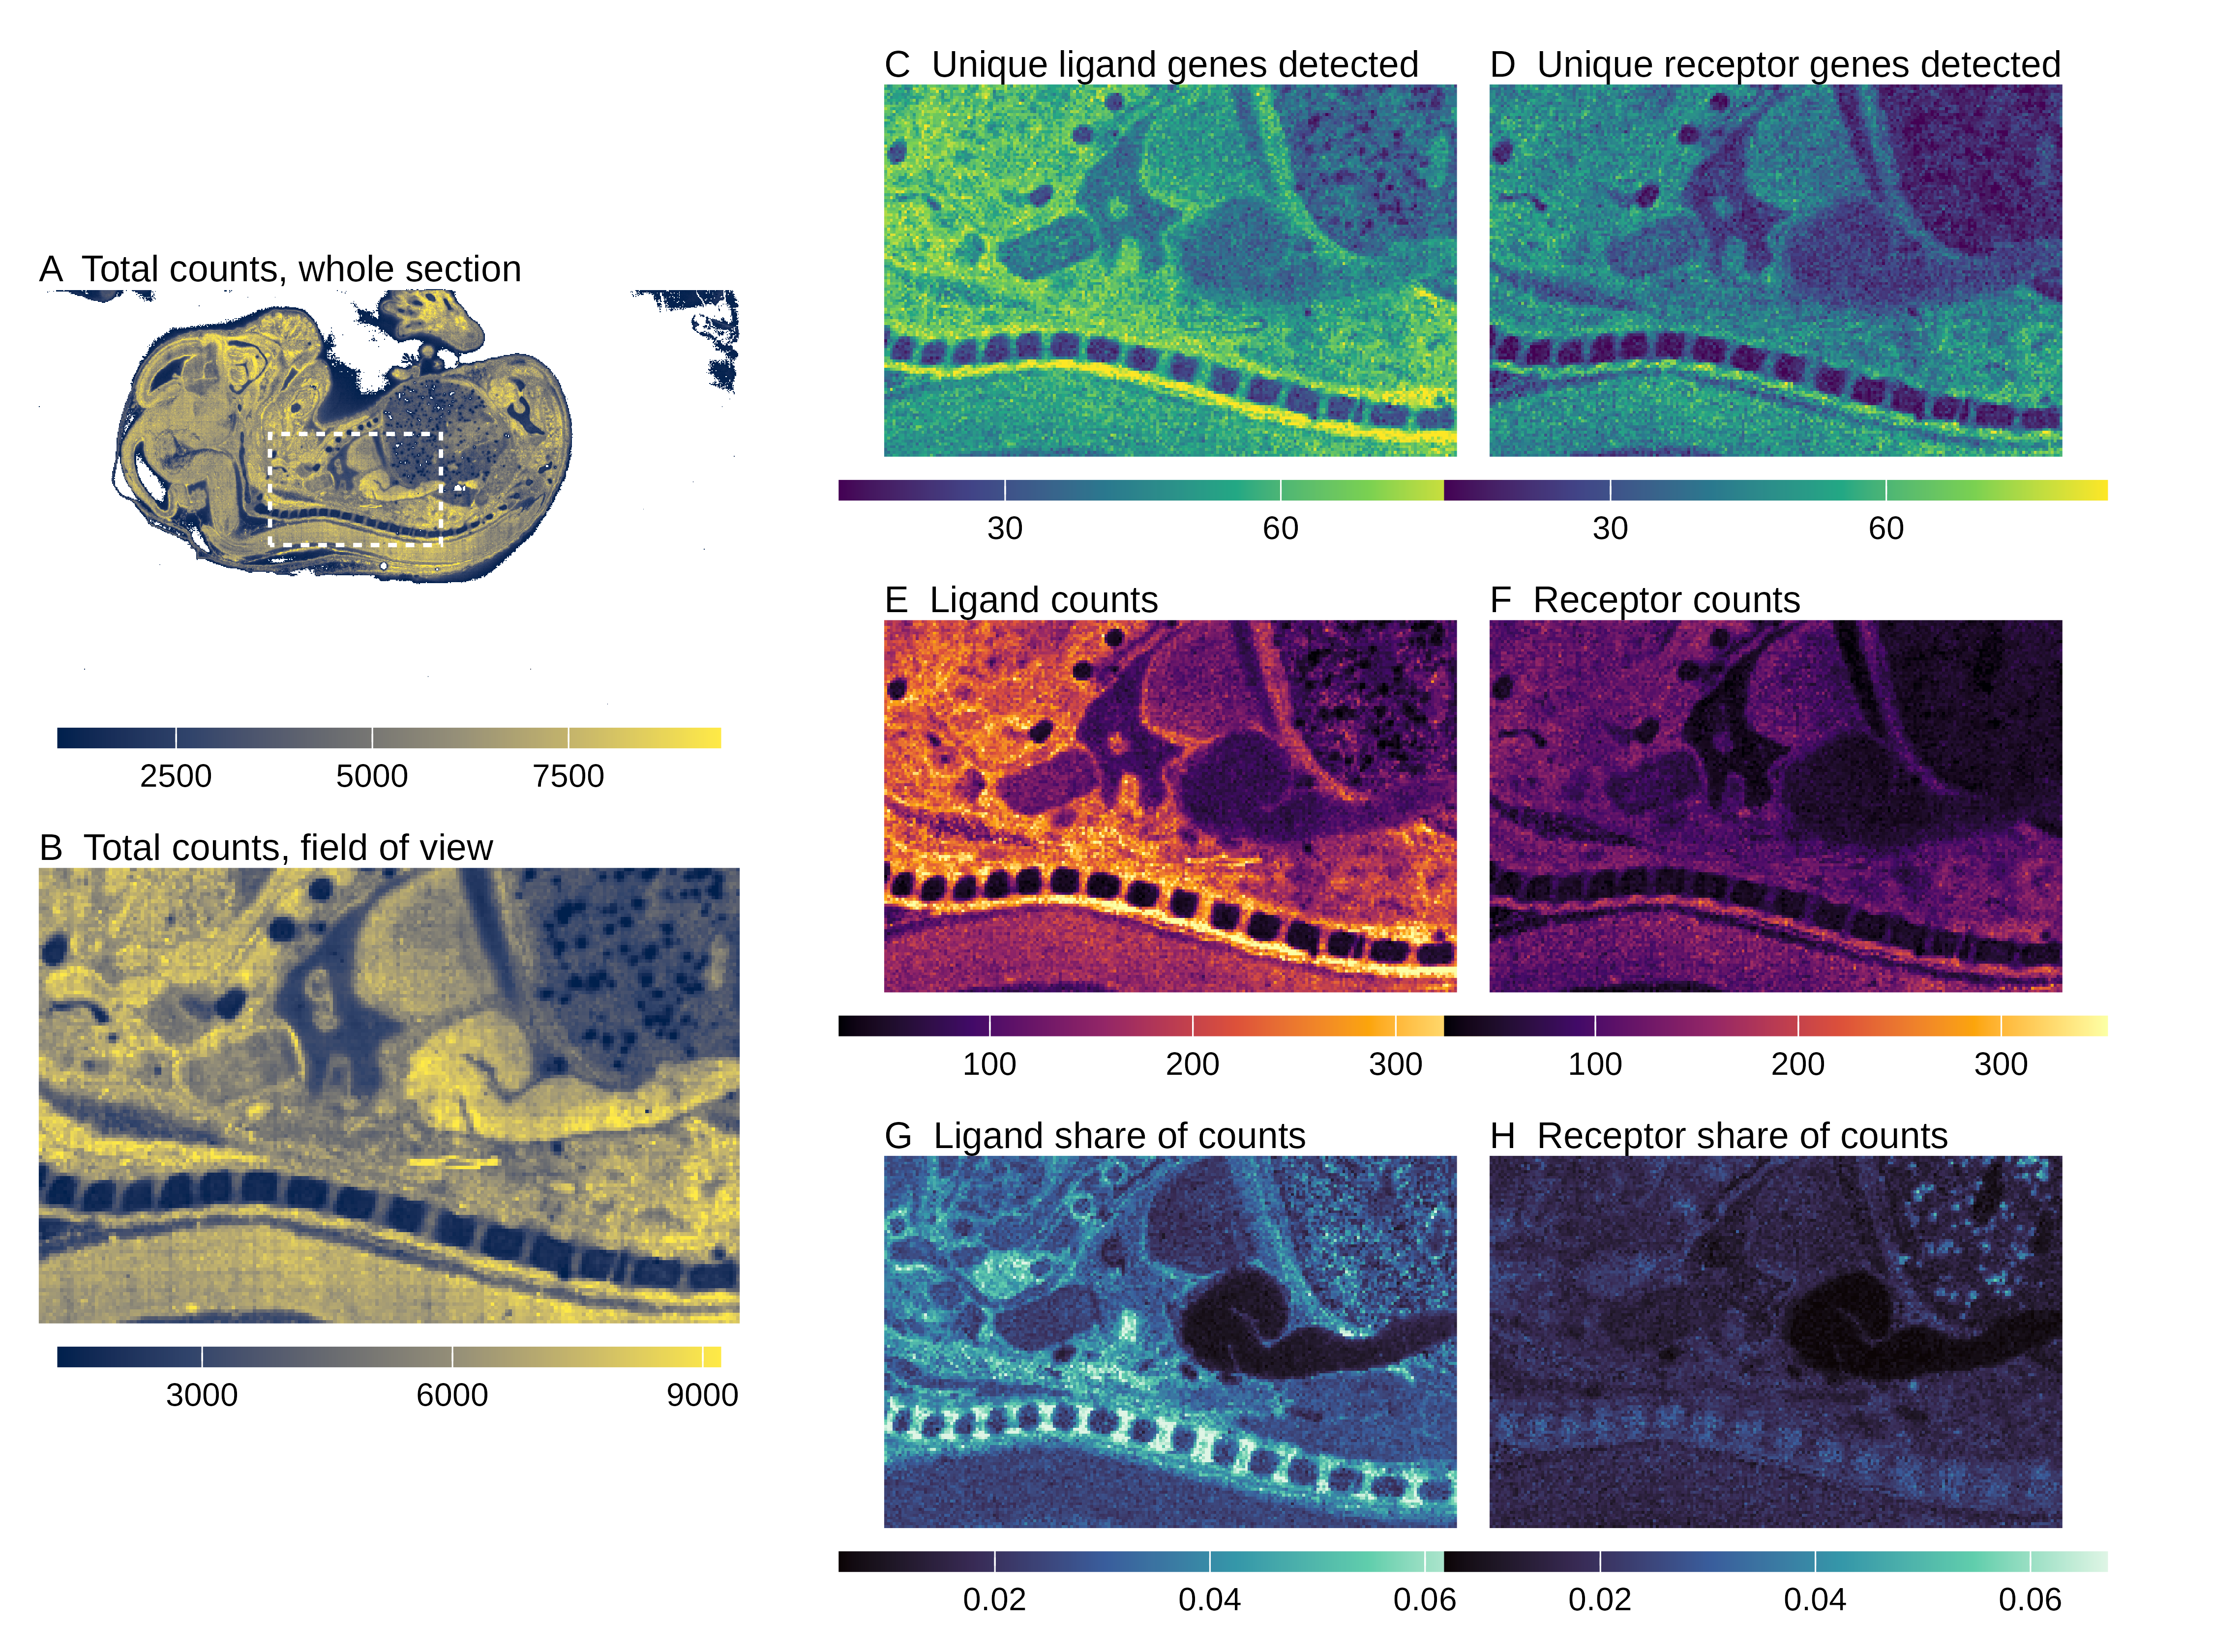 A Total counts, whole section
2500 5000 7500
B Total counts, field of view
3000 6000 9000
C Unique ligand genes detected
30 60
D Unique receptor genes detected
30 60
E Ligand counts
100 200 300
F Receptor counts
100 200 300
G Ligand share of counts
0.02 0.04 0.06
H Receptor share of counts
0.02 0.04 0.06